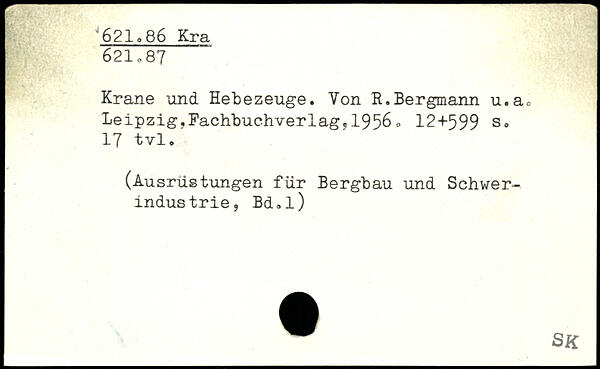 621.86 Kra
621.87
Krane und Hebezeuge. Von R.Bergmann u.a.
Leipzig,Fachbuchverlag,1956. 12+599 s.
17 tvl.
(Ausrüstungen für Bergbau und Schwer-
industrie, Bd.1)
SK